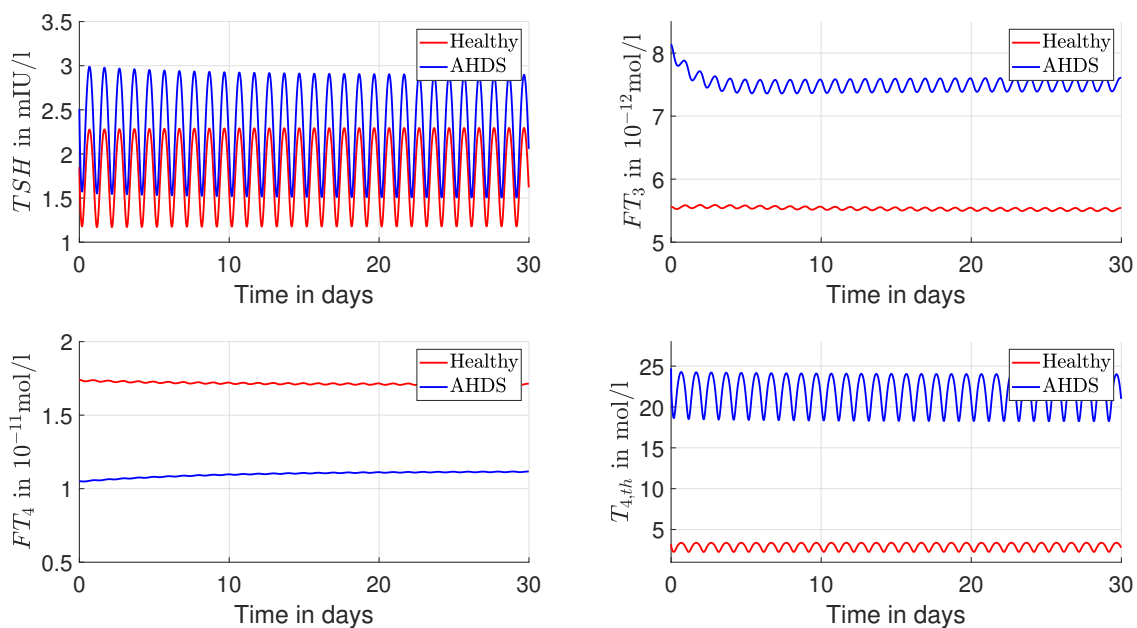 TSH in mIU/l
3.5
3
2.5
2
1.5
1
0
10
20
30
Time in days
Healthy
AHDS
FT₃ in 10⁻¹²mol/l
8
7
6
5
0
10
20
30
Time in days
Healthy
AHDS
FT₄ in 10⁻¹¹mol/l
2
1.5
1
0.5
0
10
20
30
Time in days
Healthy
AHDS
T₄,ₜₕ in mol/l
25
20
15
10
5
0
10
20
30
Time in days
Healthy
AHDS